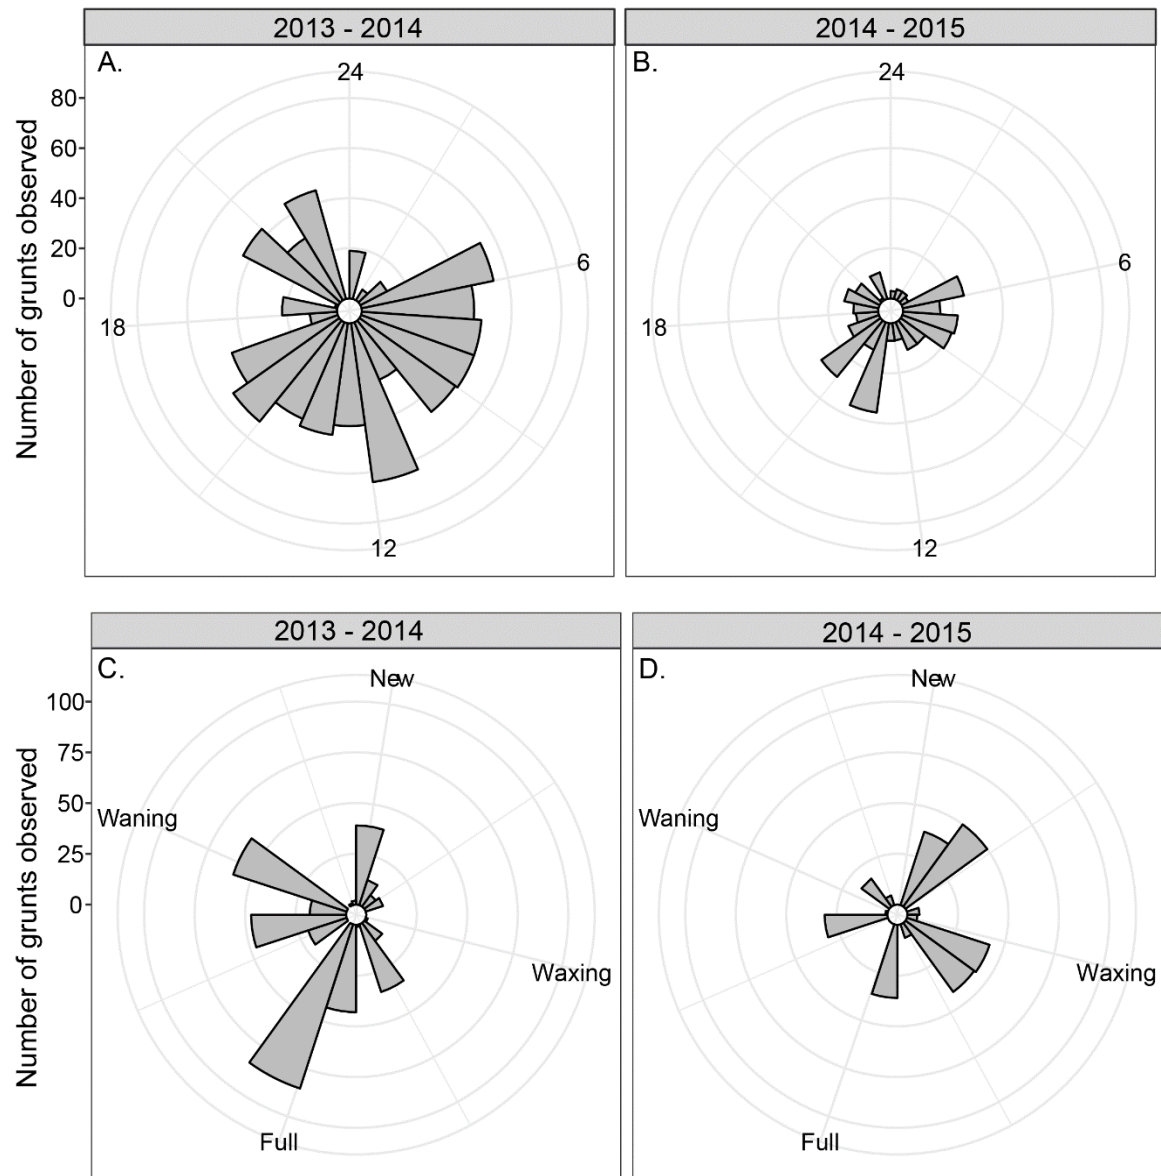 2013 - 2014
2014 - 2015
A.
B.
24
24
80
60
40
20
0
6
6
18
18
12
12
Number of grunts observed
2013 - 2014
2014 - 2015
C.
D.
New
New
100
75
50
25
0
Waning
Waning
Waxing
Waxing
Full
Full
Number of grunts observed